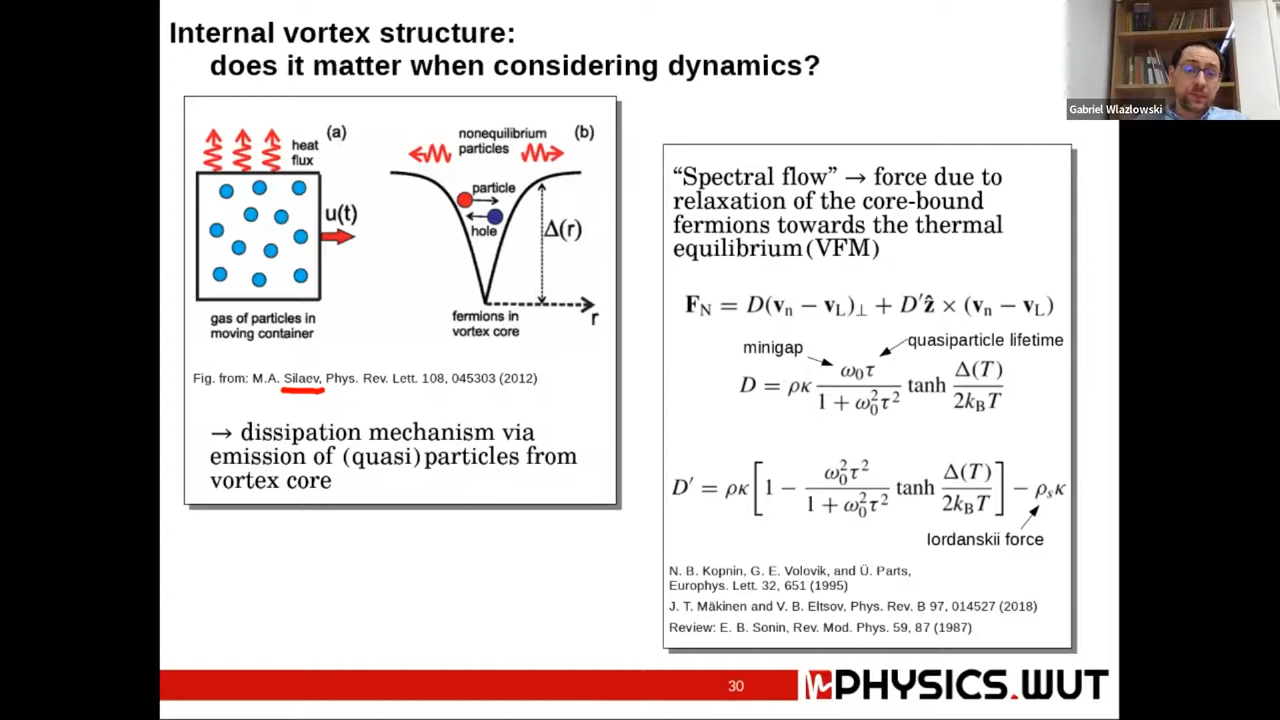 Internal vortex structure:
does it matter when considering dynamics?
Gabriel Wlazlowski
(a)
heat
flux
u(t)
gas of particles in
moving container
nonequilibrium
particles
(b)
particle
hole
Δ(r)
fermions in
vortex core
r
Fig. from: M.A. Silaev, Phys. Rev. Lett. 108, 045303 (2012)
→ dissipation mechanism via
emission of (quasi)particles from
vortex core
“Spectral flow” → force due to
relaxation of the core-bound
fermions towards the thermal
equilibrium (VFM)
F_N = D(v_n − v_L)_⊥ + D′ẑ × (v_n − v_L)
minigap
quasiparticle lifetime
D = ρκ ω₀τ / (1 + ω₀²τ²) tanh Δ(T) / (2k_BT)
D′ = ρκ [1 − ω₀²τ² / (1 + ω₀²τ²) tanh Δ(T) / (2k_BT)] − ρ_sκ
Iordanskii force
N. B. Kopnin, G. E. Volovik, and Ü. Parts,
Europhys. Lett. 32, 651 (1995)
J. T. Mäkinen and V. B. Eltsov, Phys. Rev. B 97, 014527 (2018)
Review: E. B. Sonin, Rev. Mod. Phys. 59, 87 (1987)
30
PHYSICS.WUT